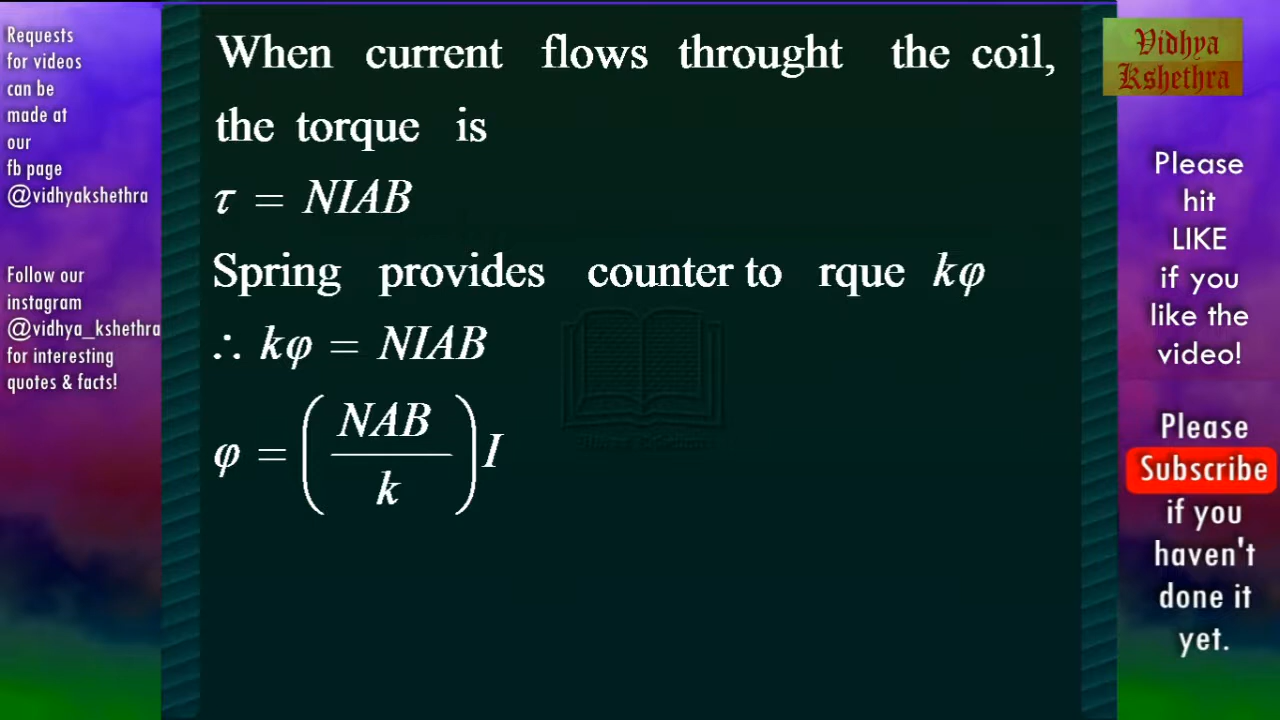 Requests
for videos
can be
made at
our
fb page
@vidhyakshethra
Follow our
instagram
@vidhya_kshethra
for interesting
quotes & facts!
When current flows throught the coil,
the torque is
τ = NIAB
Spring provides counter to rque kφ
∴ kφ = NIAB
φ = (NAB / k) I
Vidhya
Kshethra
Please
hit
LIKE
if you
like the
video!
Please
Subscribe
if you
haven't
done it
yet.